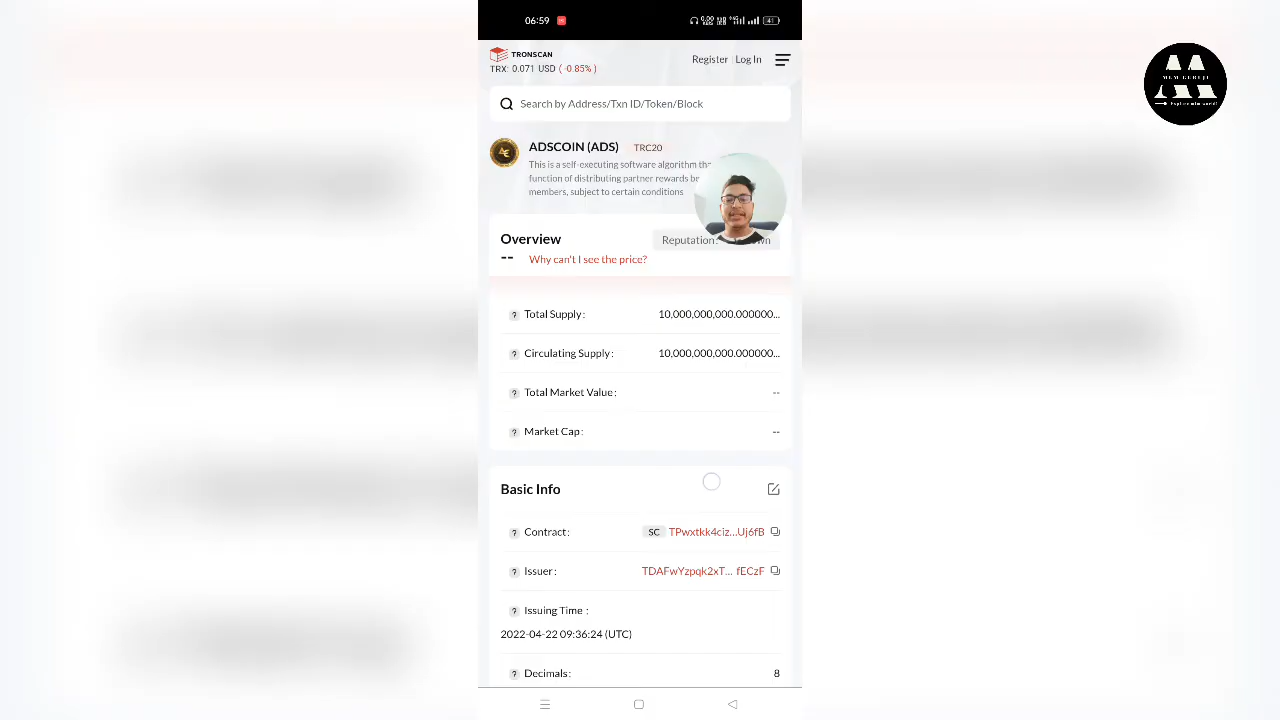 06:59
TRONSCAN
TRX: 0.071 USD (-0.85%)
Register Log In
Search by Address/Txn ID/Token/Block
ADSCOIN (ADS) TRC20
This is a self-executing software algorithm
function of distributing partner rewards
members, subject to certain conditions
Overview
Reputation:
-- Why can't I see the price?
? Total Supply: 10,000,000,000.000000...
? Circulating Supply: 10,000,000,000.000000...
? Total Market Value: --
? Market Cap: --
Basic Info
? Contract: SC TPwxtkk4ciz...Uj6fB
? Issuer: TDAFwYzpqk2xT... fECzF
? Issuing Time :
2022-04-22 09:36:24 (UTC)
? Decimals: 8